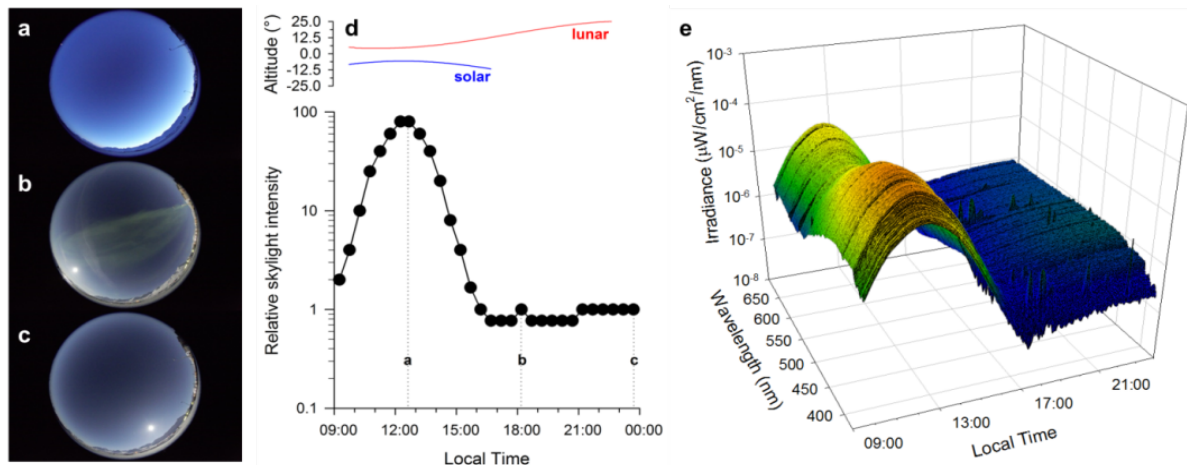 a
b
c
d
Altitude (°)
25.0
12.5
0.0
-12.5
-25.0
lunar
solar
Relative skylight intensity
100
10
1
0.1
a
b
c
09:00
12:00
15:00
18:00
21:00
00:00
Local Time
e
Irradiance (µW/cm²/nm)
10⁻³
10⁻⁴
10⁻⁵
10⁻⁶
10⁻⁷
10⁻⁸
Wavelength (nm)
650
600
550
500
450
400
09:00
13:00
17:00
21:00
Local Time